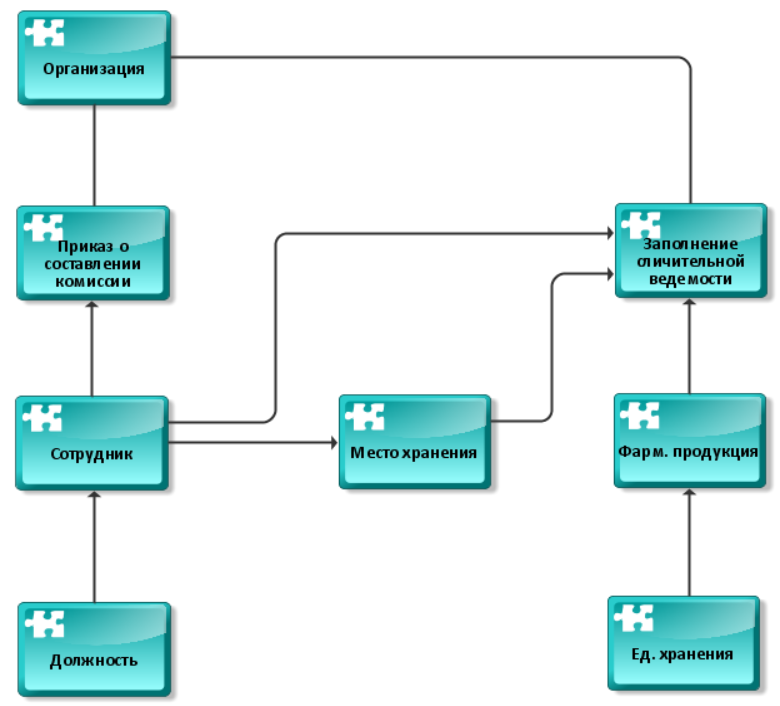 Организация
Приказ о
составлении
комиссии
Заполнение
сличительной
ведемости
Сотрудник
Место хранения
Фарм. продукция
Должность
Ед. хранения